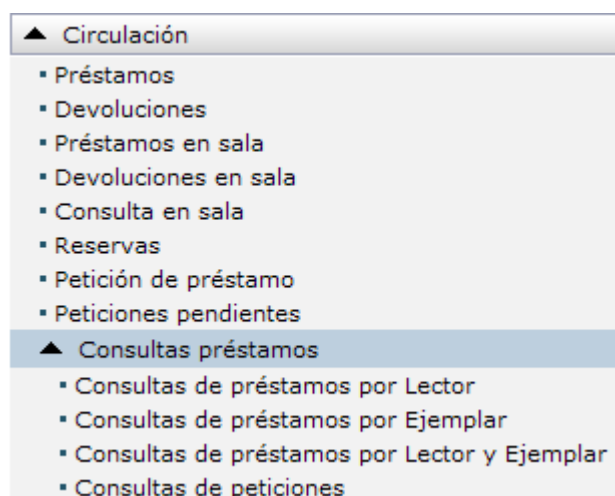 Circulación
Préstamos
Devoluciones
Préstamos en sala
Devoluciones en sala
Consulta en sala
Reservas
Petición de préstamo
Peticiones pendientes
Consultas préstamos
Consultas de préstamos por Lector
Consultas de préstamos por Ejemplar
Consultas de préstamos por Lector y Ejemplar
Consultas de peticiones